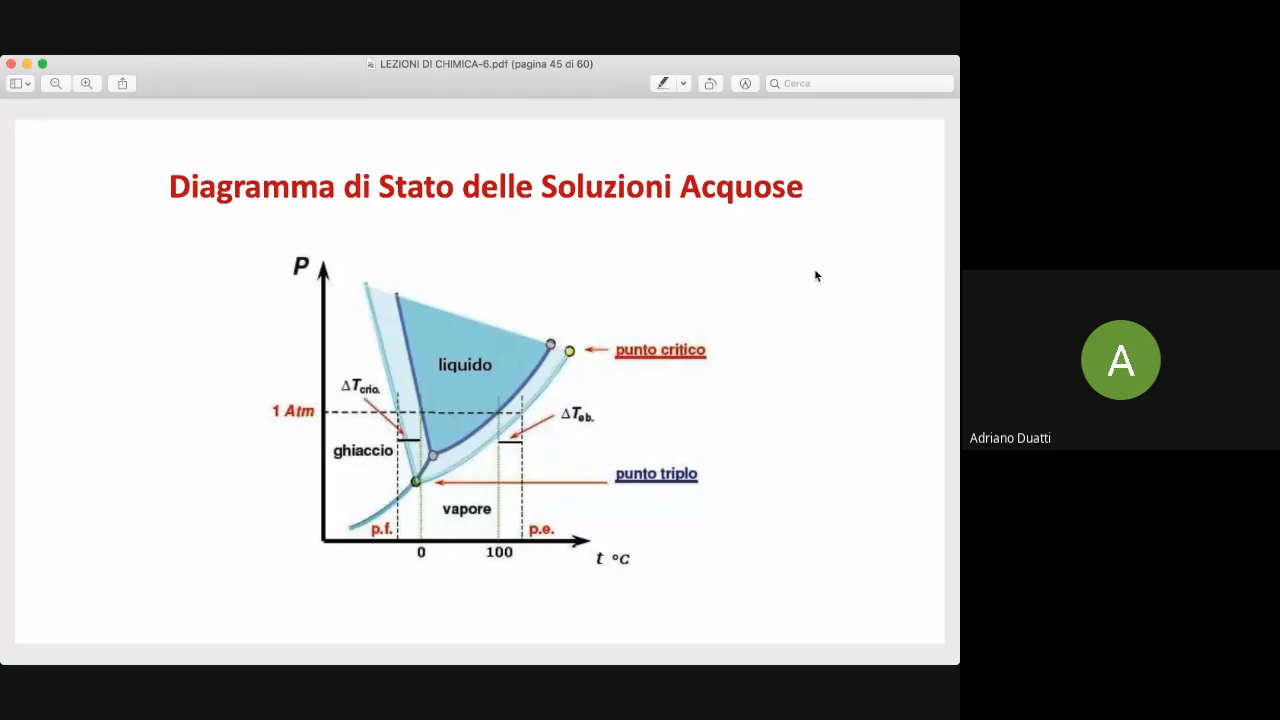 LEZIONI DI CHIMICA-6.pdf (pagina 45 di 60)
Cerca
Diagramma di Stato delle Soluzioni Acquose
P
punto critico
liquido
ΔTcrio.
1 Atm
ΔTeb.
ghiaccio
punto triplo
vapore
p.f.
p.e.
0
100
t °C
A
Adriano Duatti